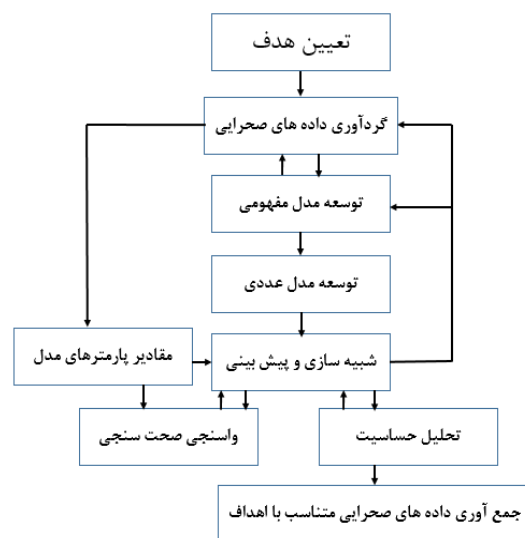 تعیین هدف
گردآوری داده های صحرایی
توسعه مدل مفهومی
توسعه مدل عددی
مقادیر پارمترهای مدل
شبیه سازی و پیش بینی
واسنجی صحت سنجی
تحلیل حساسیت
جمع آوری داده های صحرایی متناسب با اهداف